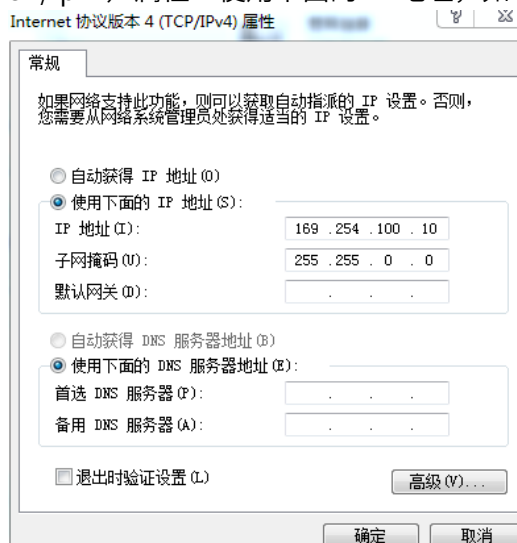 Internet 协议版本 4 (TCP/IPv4) 属性
常规
如果网络支持此功能，则可以获取自动指派的 IP 设置。否则，
您需要从网络系统管理员处获得适当的 IP 设置。
自动获得 IP 地址(O)
使用下面的 IP 地址(S):
IP 地址(I): 169 .254 .100 . 10
子网掩码(U): 255 .255 . 0 . 0
默认网关(D): . . .
自动获得 DNS 服务器地址(B)
使用下面的 DNS 服务器地址(E):
首选 DNS 服务器(P): . . .
备用 DNS 服务器(A): . . .
退出时验证设置(L)
高级(V)...
确定 取消